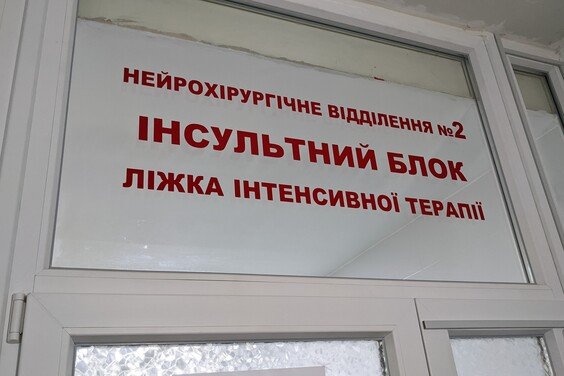 НЕЙРОХІРУРГІЧНЕ ВІДДІЛЕННЯ №2
ІНСУЛЬТНИЙ БЛОК
ЛІЖКА ІНТЕНСИВНОЇ ТЕРАПІЇ